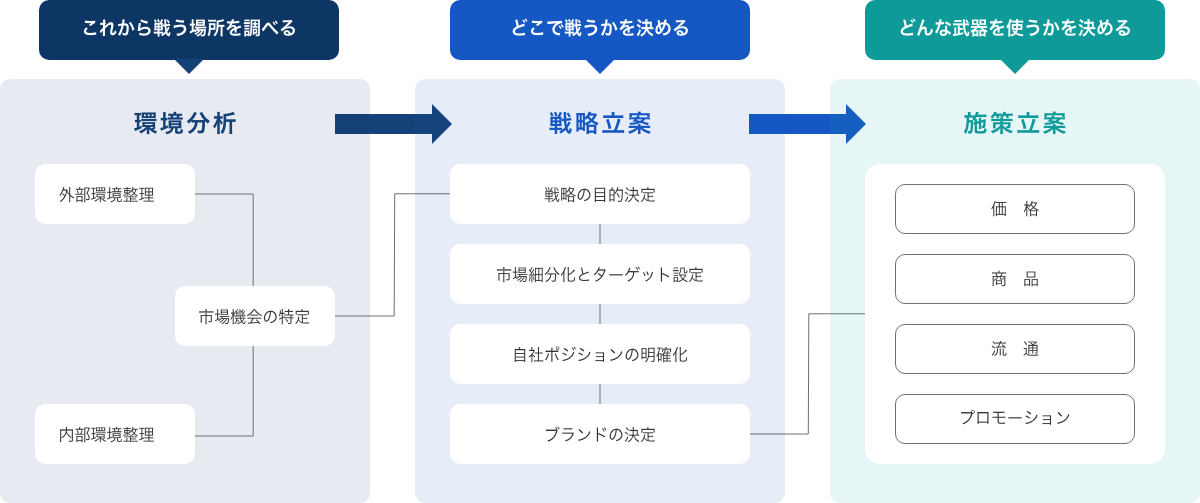 これから戦う場所を調べる
どこで戦うかを決める
どんな武器を使うかを決める
環境分析
戦略立案
施策立案
外部環境整理
市場機会の特定
内部環境整理
戦略の目的決定
市場細分化とターゲット設定
自社ポジションの明確化
ブランドの決定
価　格
商　品
流　通
プロモーション